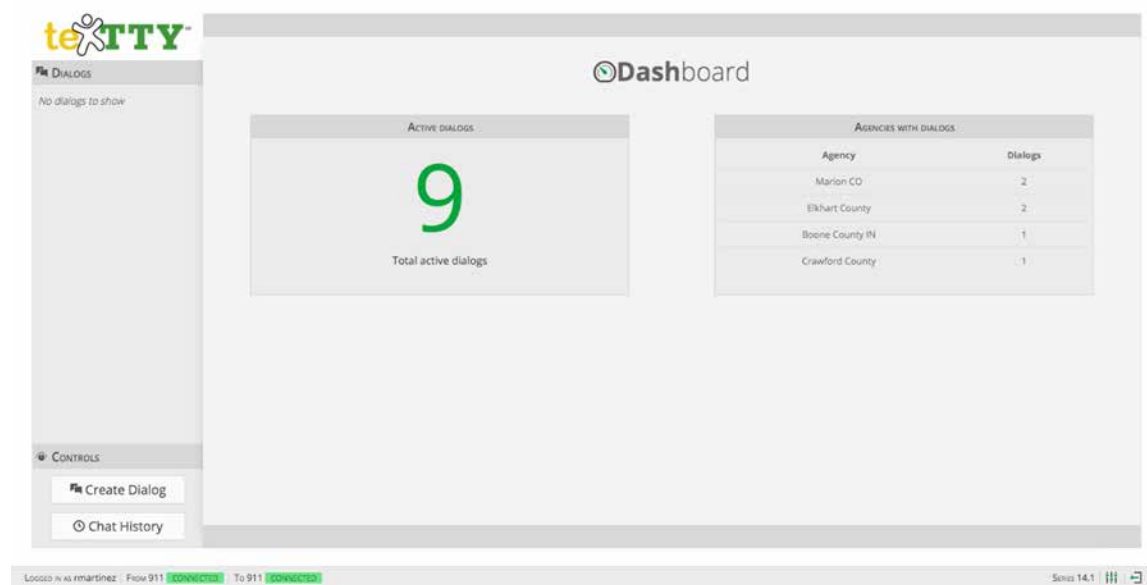 teXTTY™
Dialogs
No dialogs to show
Dashboard
Active dialogs
9
Total active dialogs
Agencies with dialogs
Agency Dialogs
Marion CO 2
Elkhart County 2
Boone County IN 1
Crawford County 1
Controls
Create Dialog
Chat History
Logged in as rmartinez From 911 CONNECTED To 911 CONNECTED Series 14.1